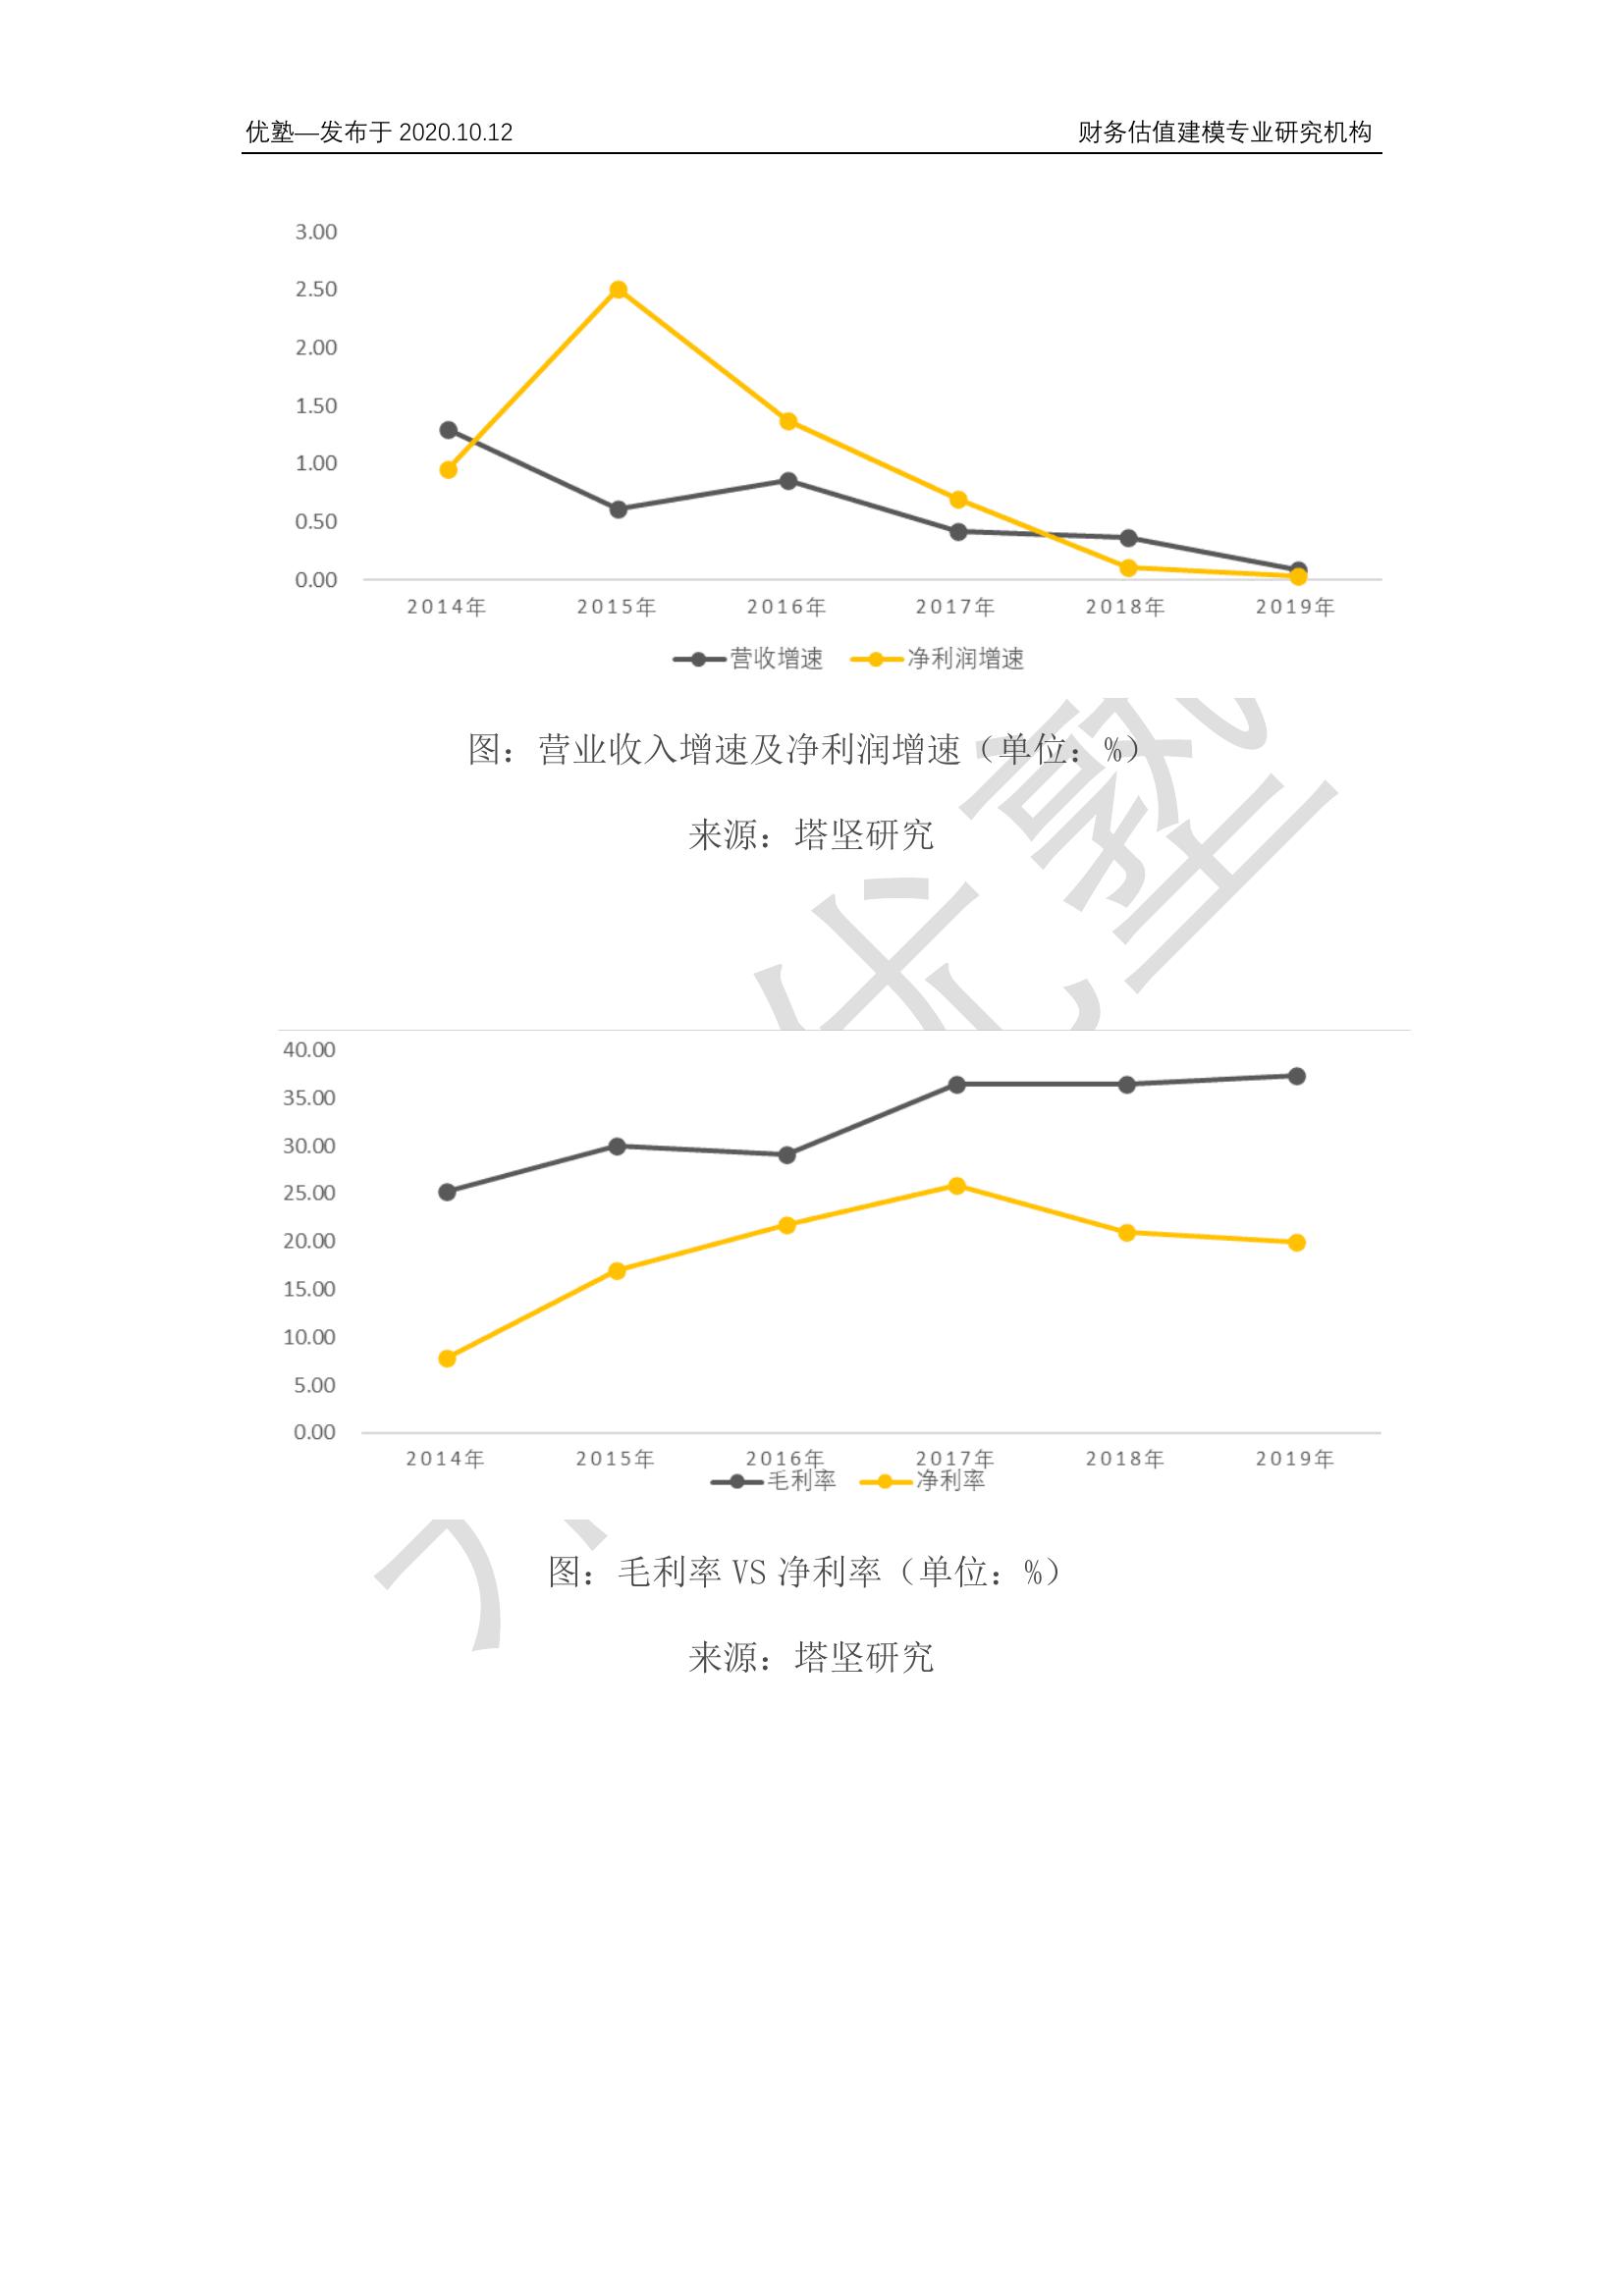 优塾—发布于 2020.10.12 财务估值建模专业研究机构
3.00
2.50
2.00
1.50
1.00
0.50
0.00
2014年 2015年 2016年 2017年 2018年 2019年
营收增速 净利润增速
图：营业收入增速及净利润增速（单位：%）
来源：塔坚研究
优塾
40.00
35.00
30.00
25.00
20.00
15.00
10.00
5.00
0.00
2014年 2015年 2016年 2017年 2018年 2019年
毛利率 净利率
图：毛利率 VS 净利率（单位：%）
来源：塔坚研究